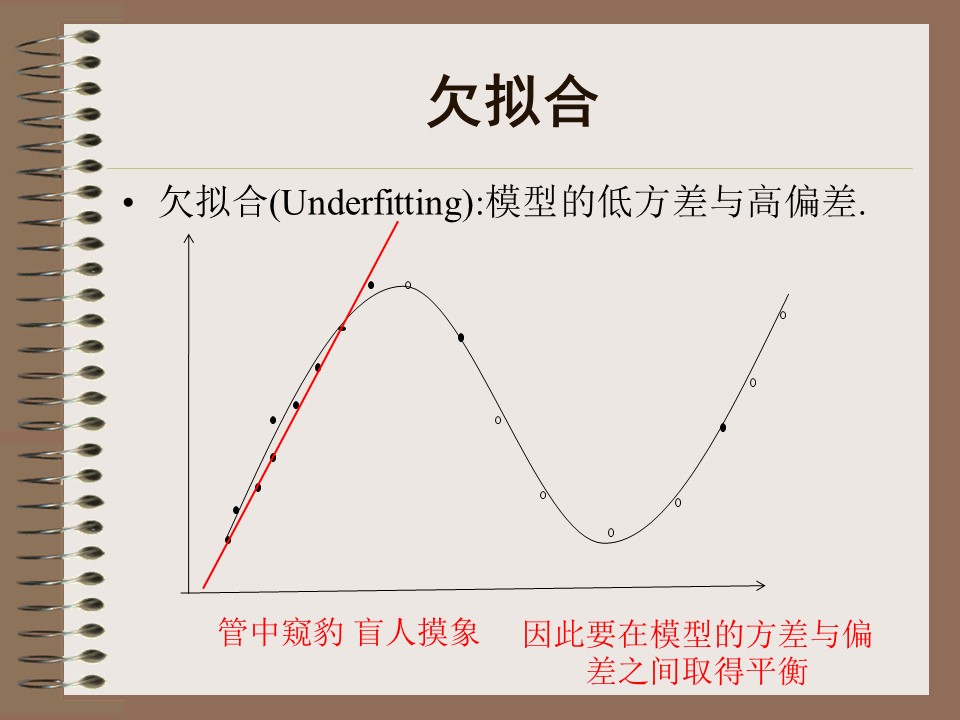 欠拟合
• 欠拟合(Underfitting):模型的低方差与高偏差.
管中窥豹 盲人摸象
因此要在模型的方差与偏
差之间取得平衡